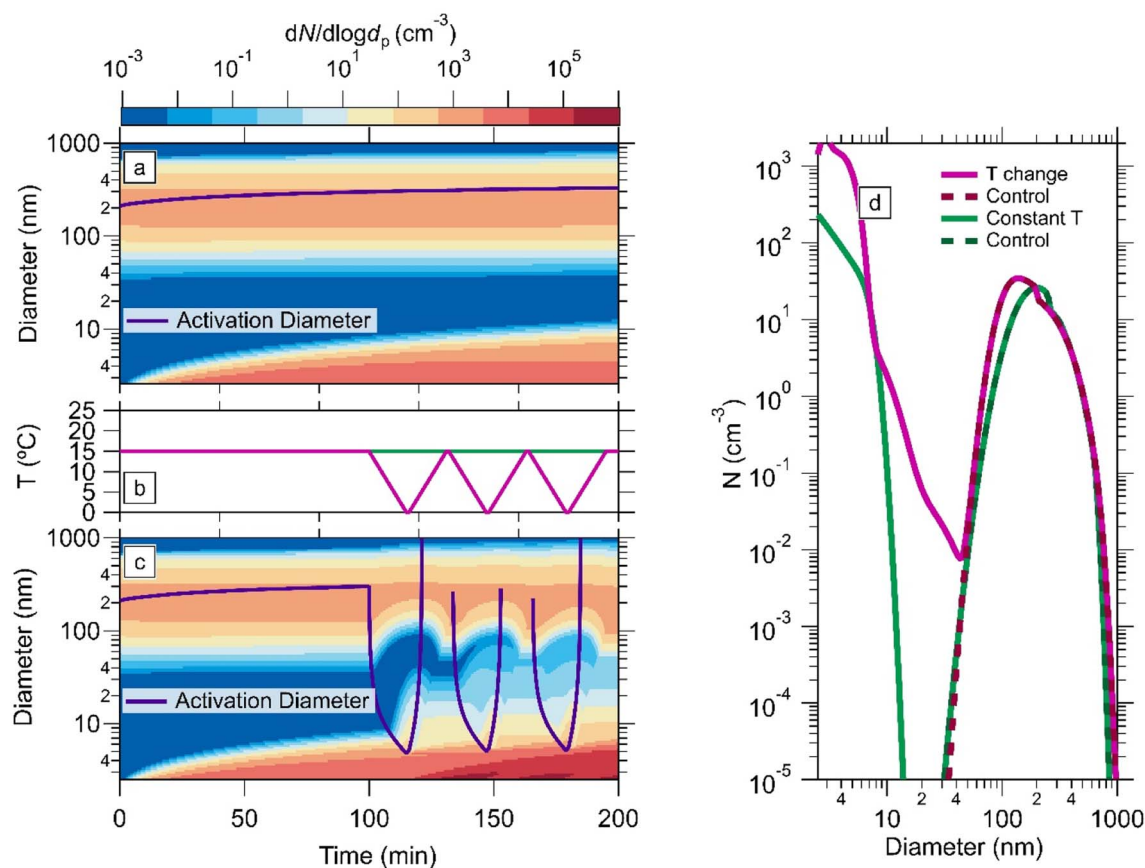 dN/dlogdₚ (cm⁻³)
10⁻³ 10⁻¹ 10¹ 10³ 10⁵
1000
a
4
2
100
4
2
10
4
Diameter (nm)
Activation Diameter
25
20
15
10
5
0
T (ºC)
b
1000
c
4
2
100
4
2
10
4
Diameter (nm)
Activation Diameter
0 50 100 150 200
Time (min)
d
T change
Control
Constant T
Control
10³
10²
10¹
10⁰
10⁻¹
10⁻²
10⁻³
10⁻⁴
10⁻⁵
N (cm⁻³)
4 10 2 4 100 2 4 1000
Diameter (nm)